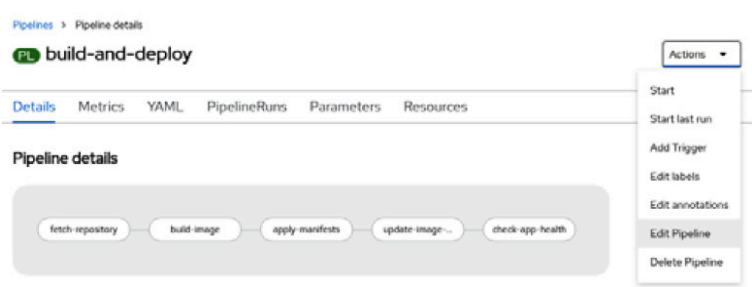 Pipelines > Pipeline details
PL build-and-deploy
Actions
Details Metrics YAML PipelineRuns Parameters Resources
Start
Start last run
Add Trigger
Edit labels
Edit annotations
Edit Pipeline
Delete Pipeline
Pipeline details
fetch-repository build-image apply-manifests update-image-... check-app-health